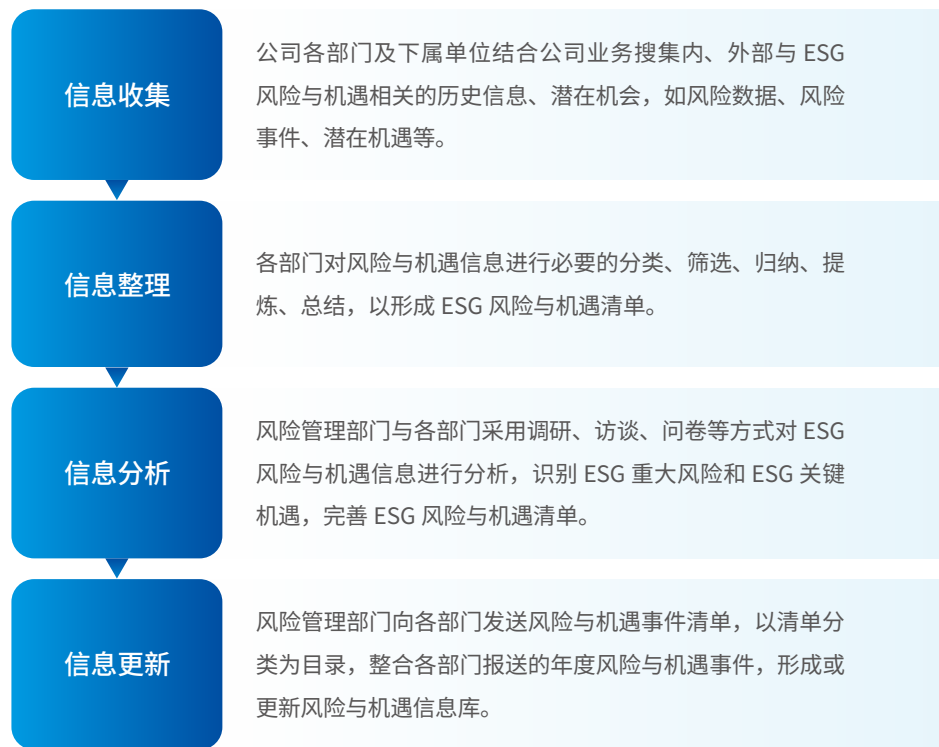 信息收集
公司各部门及下属单位结合公司业务搜集内、外部与 ESG
风险与机遇相关的历史信息、潜在机会，如风险数据、风险
事件、潜在机遇等。
信息整理
各部门对风险与机遇信息进行必要的分类、筛选、归纳、提
炼、总结，以形成 ESG 风险与机遇清单。
信息分析
风险管理部门与各部门采用调研、访谈、问卷等方式对 ESG
风险与机遇信息进行分析，识别 ESG 重大风险和 ESG 关键
机遇，完善 ESG 风险与机遇清单。
信息更新
风险管理部门向各部门发送风险与机遇事件清单，以清单分
类为目录，整合各部门报送的年度风险与机遇事件，形成或
更新风险与机遇信息库。